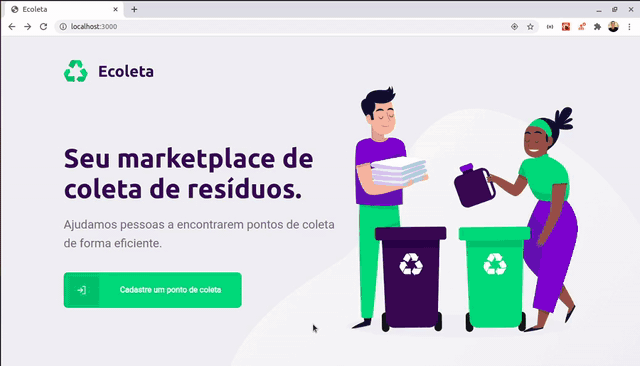 Ecoleta
localhost:3000
Ecoleta
Seu marketplace de
coleta de resíduos.
Ajudamos pessoas a encontrarem pontos de coleta
de forma eficiente.
Cadastre um ponto de coleta